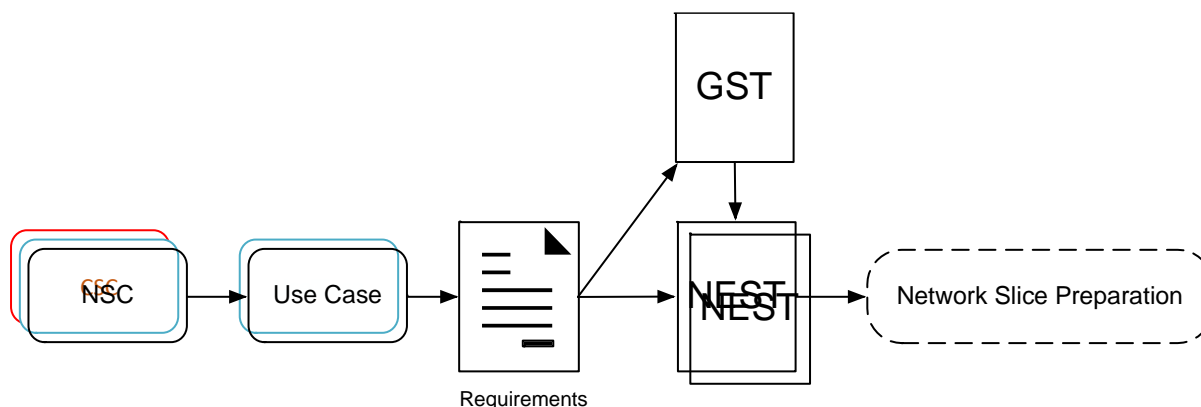 GST
CSC
NSC
Use Case
NEST
NEST
Network Slice Preparation
Requirements